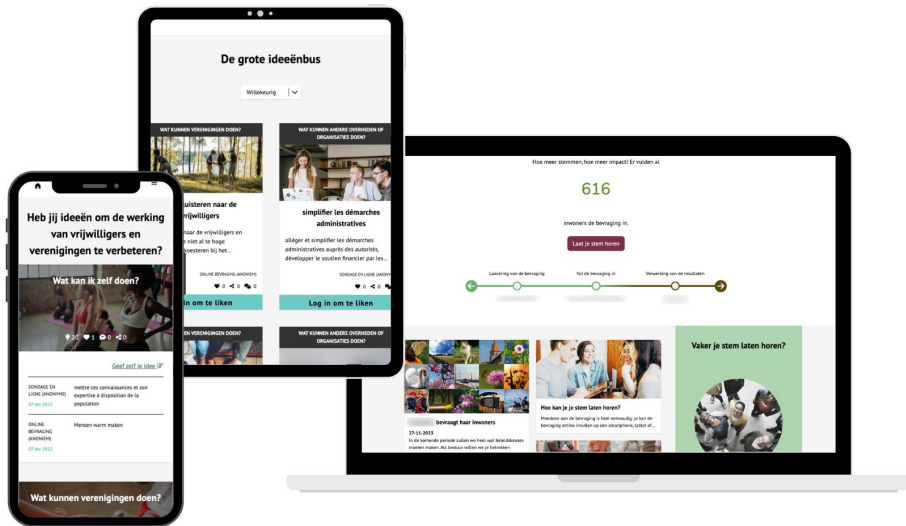 De grote ideeënbus
Willekeurig
WAT KUNNEN VERENIGINGEN DOEN?
luisteren naar de
vrijwilligers
naar de vrijwilligers en
e niet al te hoge
koesteren bij het...
ONLINE BEVRAGING (ANONIEM)
0 0 0
in om te liken
EN VERENIGINGEN DOEN?
WAT KUNNEN ANDERE OVERHEDEN OF
ORGANISATIES DOEN?
simplifier les démarches
administratives
alléger et simplifier les démarches
administratives auprès des autorités,
développer le soutien financier par les...
SONDAGE EN LIGNE (ANONY
0 0 0
Log in om te liken
WAT KUNNEN ANDERE OVERHEDEN OF
ORGANISATIES DOEN?
Heb jij ideeën om de werking
van vrijwilligers en
verenigingen te verbeteren?
Wat kan ik zelf doen?
20 1 0 0
Geef zelf je idee
SONDAGE EN
LIGNE (ANONYME)
07 dec 2022
mettre ces connaissances et son
expertise à disposition de la
population
ONLINE
BEVRAGING
(ANONIEM)
07 dec 2022
Mensen warm maken
Wat kunnen verenigingen doen?
Hoe meer stemmen, hoe meer impact! Er vulden al
616
inwoners de bevraging in.
Laat je stem horen
Lancering van de bevraging
Vul de bevraging in
Verwerking van de resultaten
bevraagt haar inwoners
27-11-2023
In de komende periode zullen we heel wat beleidskeuzes
moeten maken. Als bestuur willen we je betrekken
Hoe kan je je stem laten horen?
Meedoen aan de bevraging is heel eenvoudig: je kan de
bevraging online invullen op een smartphone, tablet of...
Vaker je stem laten horen?